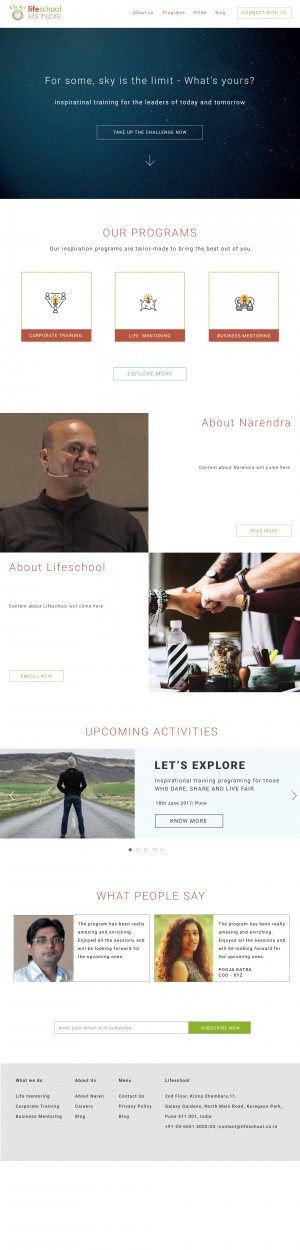 lifeschool
lets inspire
About us
Programs
Pride
Blog
CONNECT WITH US
For some, sky is the limit - What's yours?
inspiratinal training for the leaders of today and tomorrow
TAKE UP THE CHALLENGE NOW
OUR PROGRAMS
Our inspiration programs are tailor-made to bring the best out of you
CORPORATE TRAINING
LIFE MENTORING
BUSINESS MENTORING
EXPLORE MORE
About Narendra
Content about Narendra will come here
READ MORE
About Lifeschool
Content about Lifeschool will come here
ENROLL NOW
UPCOMING ACTIVITIES
LET'S EXPLORE
Inspirational training programing for those
WHO DARE, SHARE AND LIVE FAIR
18th June 2017; Pune
KNOW MORE
WHAT PEOPLE SAY
The program has been really
amazing and enriching.
Enjoyed all the sessions and
will be looking forward for
the upcoming ones.
The program has been really
amazing and enriching.
Enjoyed all the sessions and
will be looking forward for
the upcoming ones.
POOJA BATRA
COO - XYZ
enter your email id to subscribe
SUBSCRIBE NOW
What we do
Life mentoring
Corporate Training
Business Mentoring
About Us
About Naren
Careers
Blog
Menu
Contact Us
Privacy Policy
Blog
Lifeschool
2nd Floor, Krsna Chambers,11,
Galaxy Gardens, North Main Road, Koregaon Park,
Pune 411 001, India
+91-20-6601 3002/03 |contact@lifeschool.co.in